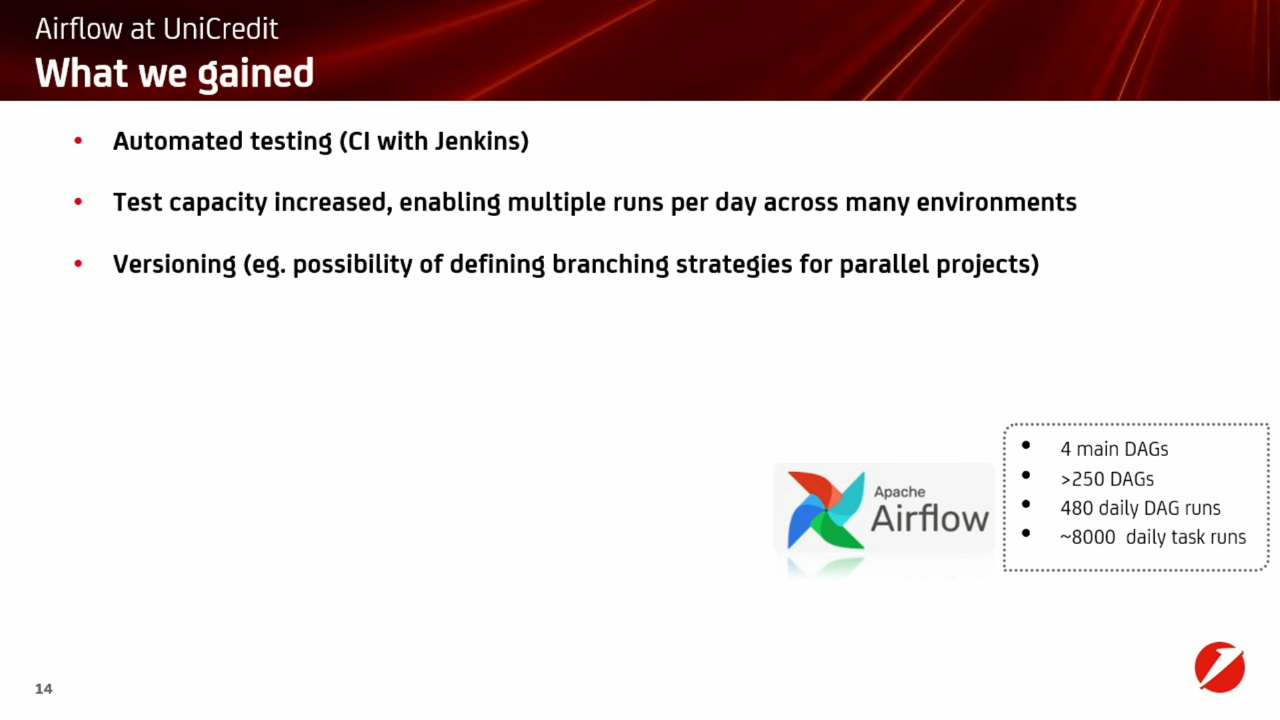 Airflow at UniCredit
What we gained
• Automated testing (CI with Jenkins)
• Test capacity increased, enabling multiple runs per day across many environments
• Versioning (eg. possibility of defining branching strategies for parallel projects)
Apache
Airflow
• 4 main DAGs
• >250 DAGs
• 480 daily DAG runs
• ~8000 daily task runs
14